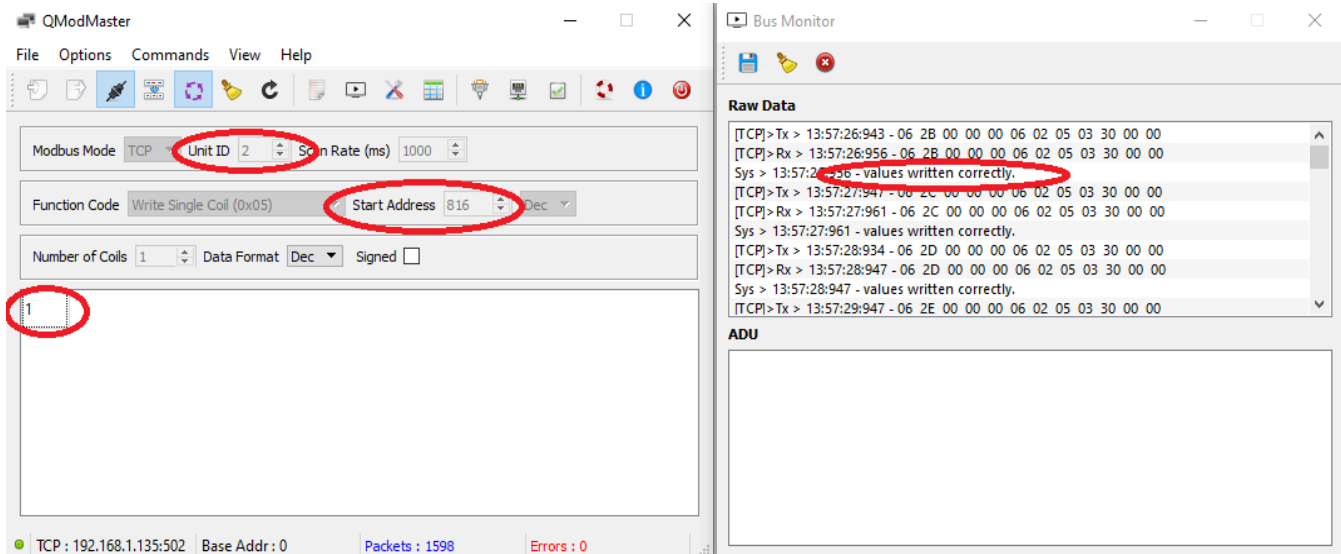 QModMaster
File Options Commands View Help
Modbus Mode TCP Unit ID 2 Scan Rate (ms) 1000
Function Code Write Single Coil (0x05) Start Address 816 Dec
Number of Coils 1 Data Format Dec Signed
1
TCP : 192.168.1.135:502 Base Addr : 0 Packets : 1598 Errors : 0
Bus Monitor
Raw Data
[TCP]>Tx > 13:57:26:943 - 06 2B 00 00 00 06 02 05 03 30 00 00
[TCP]>Rx > 13:57:26:956 - 06 2B 00 00 00 06 02 05 03 30 00 00
Sys > 13:57:26:956 - values written correctly.
[TCP]>Tx > 13:57:27:947 - 06 2C 00 00 00 06 02 05 03 30 00 00
[TCP]>Rx > 13:57:27:961 - 06 2C 00 00 00 06 02 05 03 30 00 00
Sys > 13:57:27:961 - values written correctly.
[TCP]>Tx > 13:57:28:934 - 06 2D 00 00 00 06 02 05 03 30 00 00
[TCP]>Rx > 13:57:28:947 - 06 2D 00 00 00 06 02 05 03 30 00 00
Sys > 13:57:28:947 - values written correctly.
[TCP]>Tx > 13:57:29:947 - 06 2E 00 00 00 06 02 05 03 30 00 00
ADU